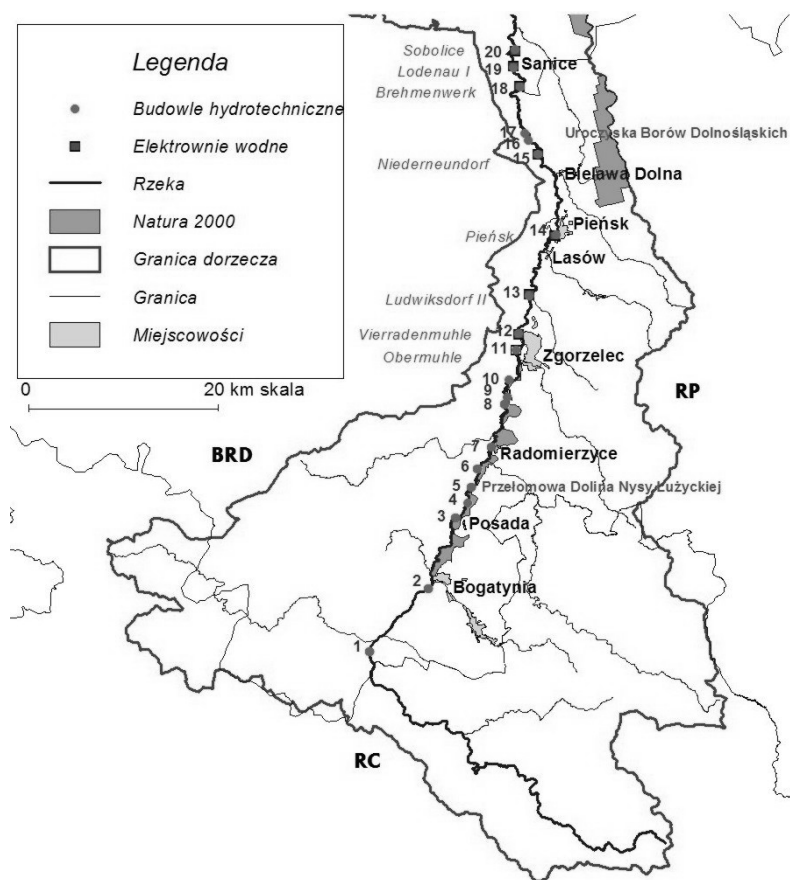 Legenda
Budowle hydrotechniczne
Elektrownie wodne
Rzeka
Natura 2000
Granica dorzecza
Granica
Miejscowości
0 20 km skala
Sobolice 20
Lodenau I 19 Sanice
Brehmenwerk 18
17 Uroczyska Borów Dolnośląskich
16
15
Niederneundorf Bielawa Dolna
Pieńsk 14 Pieńsk
Lasów
Ludwiksdorf II 13
Vierradenmuhle 12
Obermuhle 11 Zgorzelec
10
9
8
RP
BRD
7 Radomierzyce
6
5 Przełomowa Dolina Nysy Łużyckiej
4
3 Posada
2 Bogatynia
1
RC